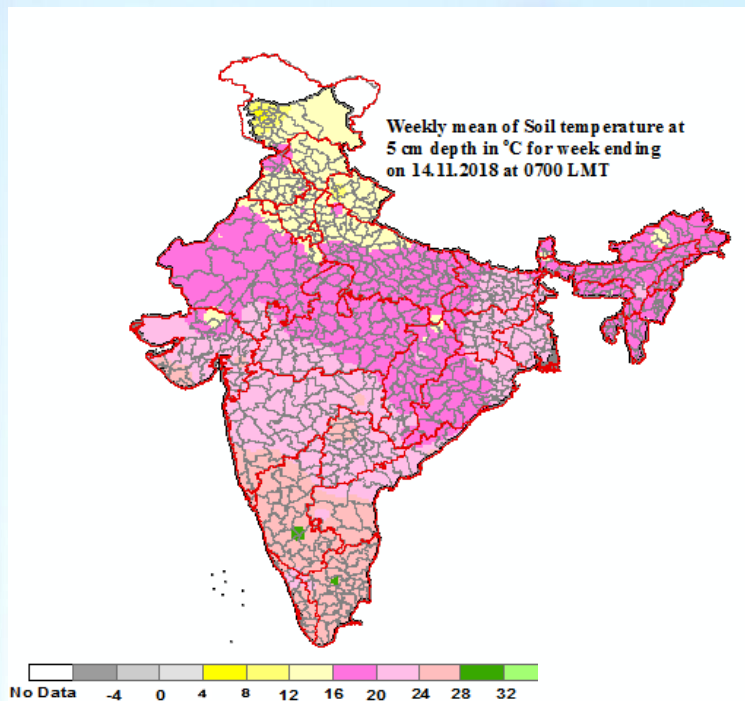 Weekly mean of Soil temperature at
5 cm depth in °C for week ending
on 14.11.2018 at 0700 LMT
No Data -4 0 4 8 12 16 20 24 28 32